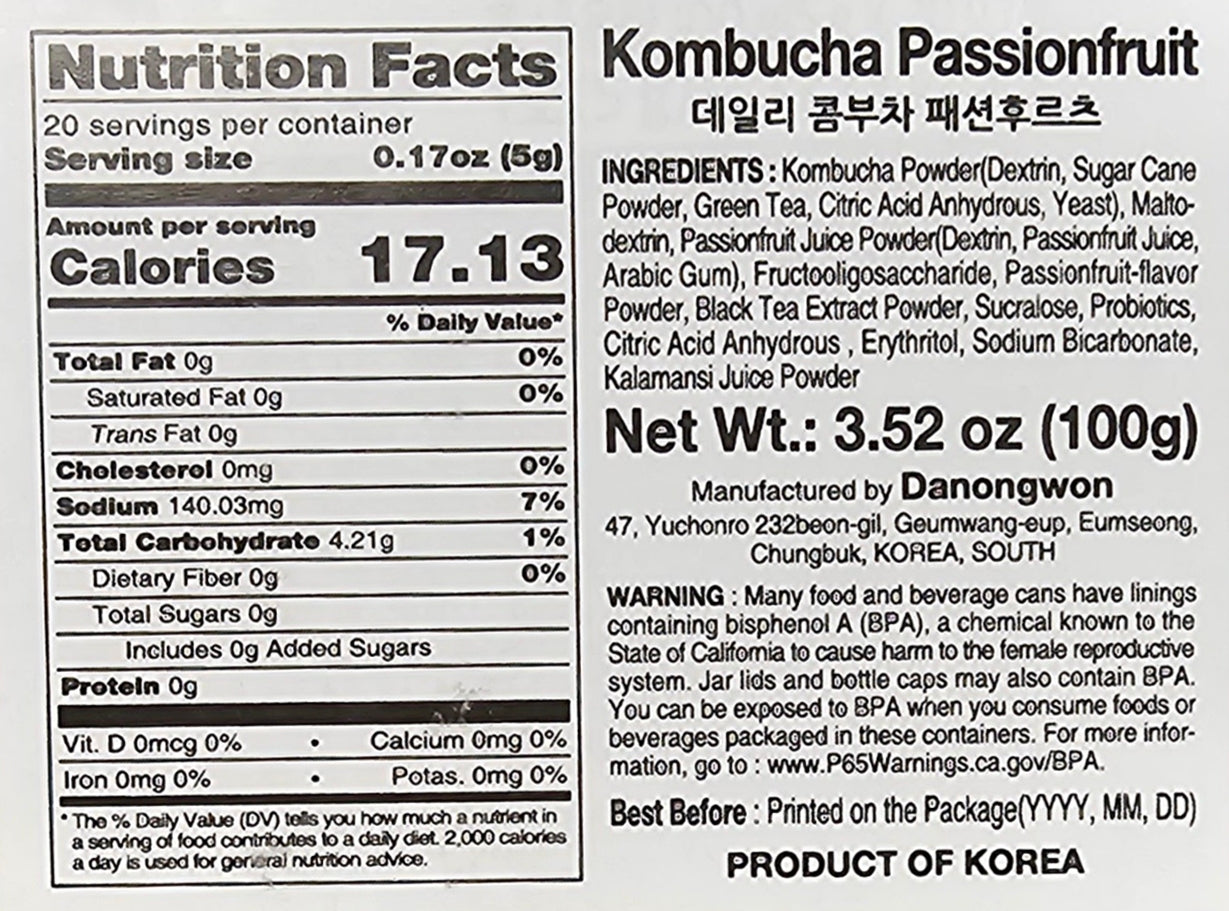 Nutrition Facts
20 servings per container
Serving size 0.17oz (5g)
Amount per serving
Calories 17.13
% Daily Value*
Total Fat 0g 0%
Saturated Fat 0g 0%
Trans Fat 0g
Cholesterol 0mg 0%
Sodium 140.03mg 7%
Total Carbohydrate 4.21g 1%
Dietary Fiber 0g 0%
Total Sugars 0g
Includes 0g Added Sugars
Protein 0g
Vit. D 0mcg 0% • Calcium 0mg 0%
Iron 0mg 0% • Potas. 0mg 0%
* The % Daily Value (DV) tells you how much a nutrient in
a serving of food contributes to a daily diet. 2,000 calories
a day is used for general nutrition advice.
Kombucha Passionfruit
데일리 콤부차 패션후르츠
INGREDIENTS : Kombucha Powder(Dextrin, Sugar Cane
Powder, Green Tea, Citric Acid Anhydrous, Yeast), Malto-
dextrin, Passionfruit Juice Powder(Dextrin, Passionfruit Juice,
Arabic Gum), Fructooligosaccharide, Passionfruit-flavor
Powder, Black Tea Extract Powder, Sucralose, Probiotics,
Citric Acid Anhydrous , Erythritol, Sodium Bicarbonate,
Kalamansi Juice Powder
Net Wt.: 3.52 oz (100g)
Manufactured by Danongwon
47, Yuchonro 232beon-gil, Geumwang-eup, Eumseong,
Chungbuk, KOREA, SOUTH
WARNING : Many food and beverage cans have linings
containing bisphenol A (BPA), a chemical known to the
State of California to cause harm to the female reproductive
system. Jar lids and bottle caps may also contain BPA.
You can be exposed to BPA when you consume foods or
beverages packaged in these containers. For more infor-
mation, go to : www.P65Warnings.ca.gov/BPA.
Best Before : Printed on the Package(YYYY, MM, DD)
PRODUCT OF KOREA